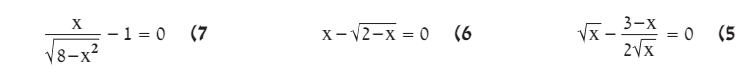 (5 √x − (3−x)/(2√x) = 0 (6 x − √(2−x) = 0 (7 x/√(8−x²) − 1 = 0